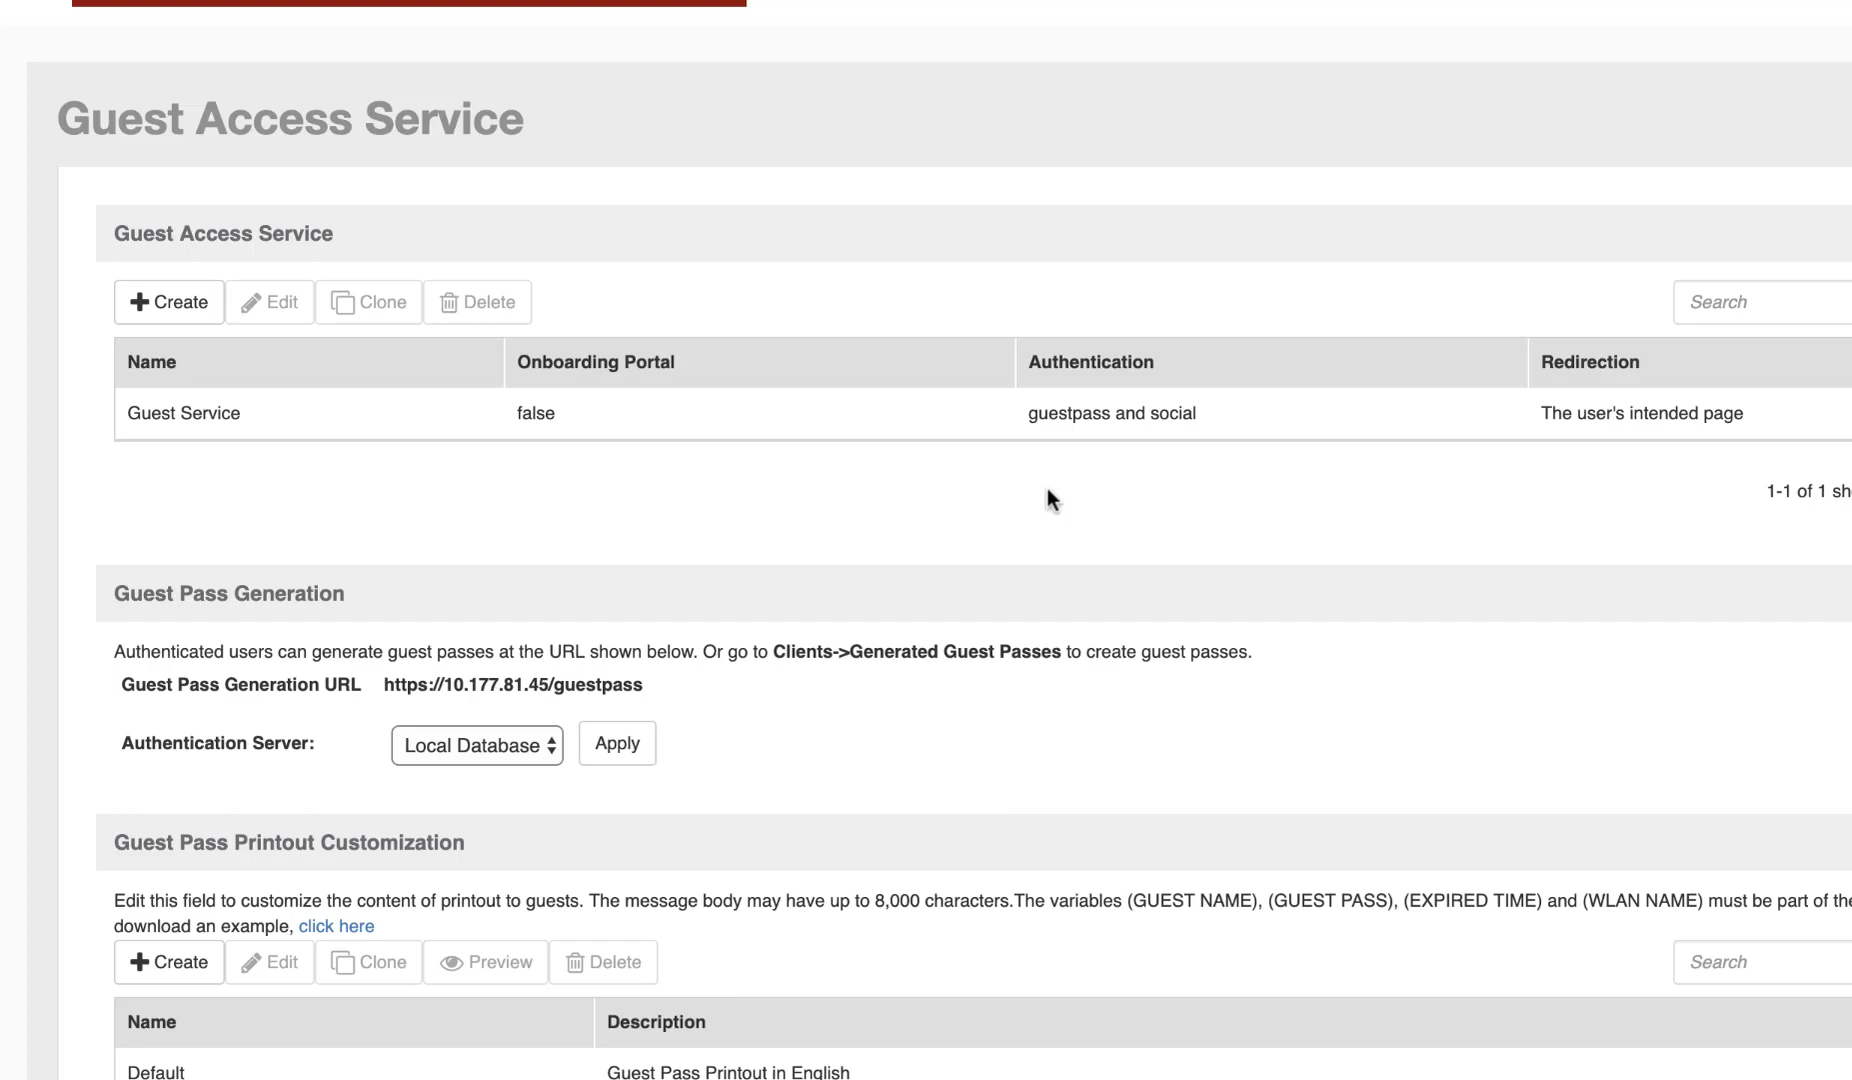 Guest Access Service
Guest Access Service
Create Edit Clone Delete Search
Name Onboarding Portal Authentication Redirection
Guest Service false guestpass and social The user's intended page
1-1 of 1
Guest Pass Generation
Authenticated users can generate guest passes at the URL shown below. Or go to Clients->Generated Guest Passes to create guest passes.
Guest Pass Generation URL https://10.177.81.45/guestpass
Authentication Server: Local Database Apply
Guest Pass Printout Customization
Edit this field to customize the content of printout to guests. The message body may have up to 8,000 characters.The variables (GUEST NAME), (GUEST PASS), (EXPIRED TIME) and (WLAN NAME) must be part of
download an example, click here
Create Edit Clone Preview Delete Search
Name Description
Default Guest Pass Printout in English